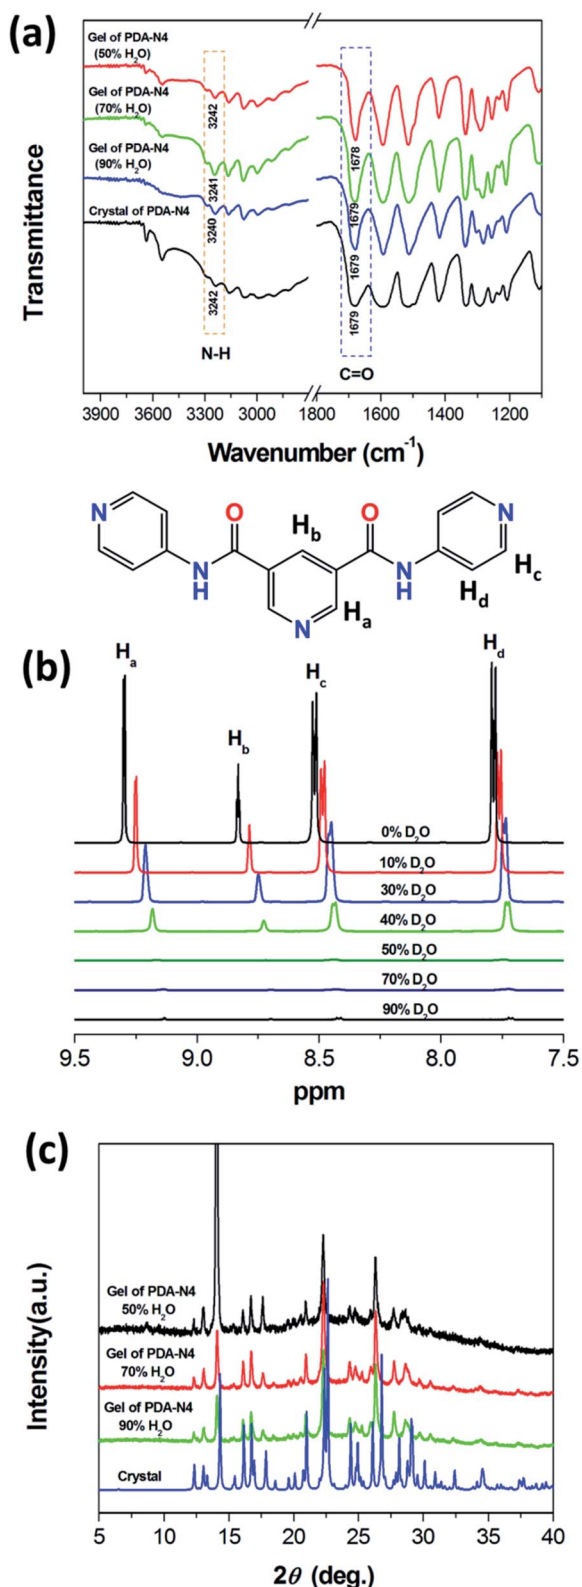 (a)
Gel of PDA-N4
(50% H2O)
Gel of PDA-N4
(70% H2O)
Gel of PDA-N4
(90% H2O)
Crystal of PDA-N4
3242
3241
3240
3242
1678
1679
1679
1679
N-H
C=O
Transmittance
3900 3600 3300 3000 1800 1600 1400 1200
Wavenumber (cm-1)
N O Hb O N
N H N H Hc
Ha Hd
N
(b)
Ha
Hb
Hc
Hd
0% D2O
10% D2O
30% D2O
40% D2O
50% D2O
70% D2O
90% D2O
9.5 9.0 8.5 8.0 7.5
ppm
(c)
Gel of PDA-N4
50% H2O
Gel of PDA-N4
70% H2O
Gel of PDA-N4
90% H2O
Crystal
Intensity(a.u.)
5 10 15 20 25 30 35 40
2θ (deg.)